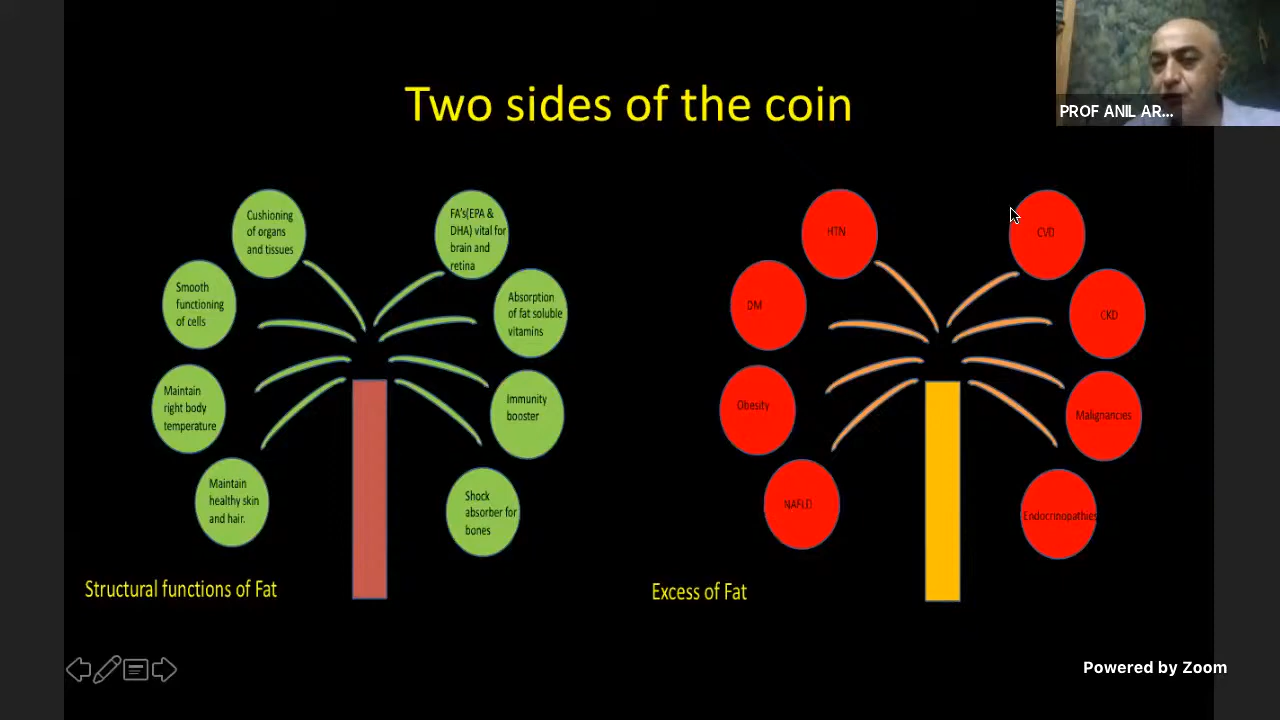 Two sides of the coin
PROF ANIL AR...
Cushioning
of organs
and tissues
FA's(EPA &
DHA) vital for
brain and
retina
Smooth
functioning
of cells
Absorption
of fat soluble
vitamins
Maintain
right body
temperature
Immunity
booster
Maintain
healthy skin
and hair.
Shock
absorber for
bones
Structural functions of Fat
HTN
CVD
DM
CKD
Obesity
Malignancies
NAFLD
Endocrinopathies
Excess of Fat
Powered by Zoom